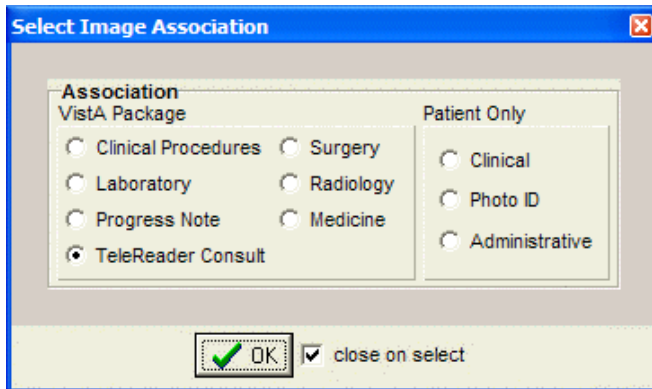 Select Image Association
Association
VistA Package
Patient Only
Clinical Procedures
Surgery
Clinical
Laboratory
Radiology
Photo ID
Progress Note
Medicine
Administrative
TeleReader Consult
OK
close on select